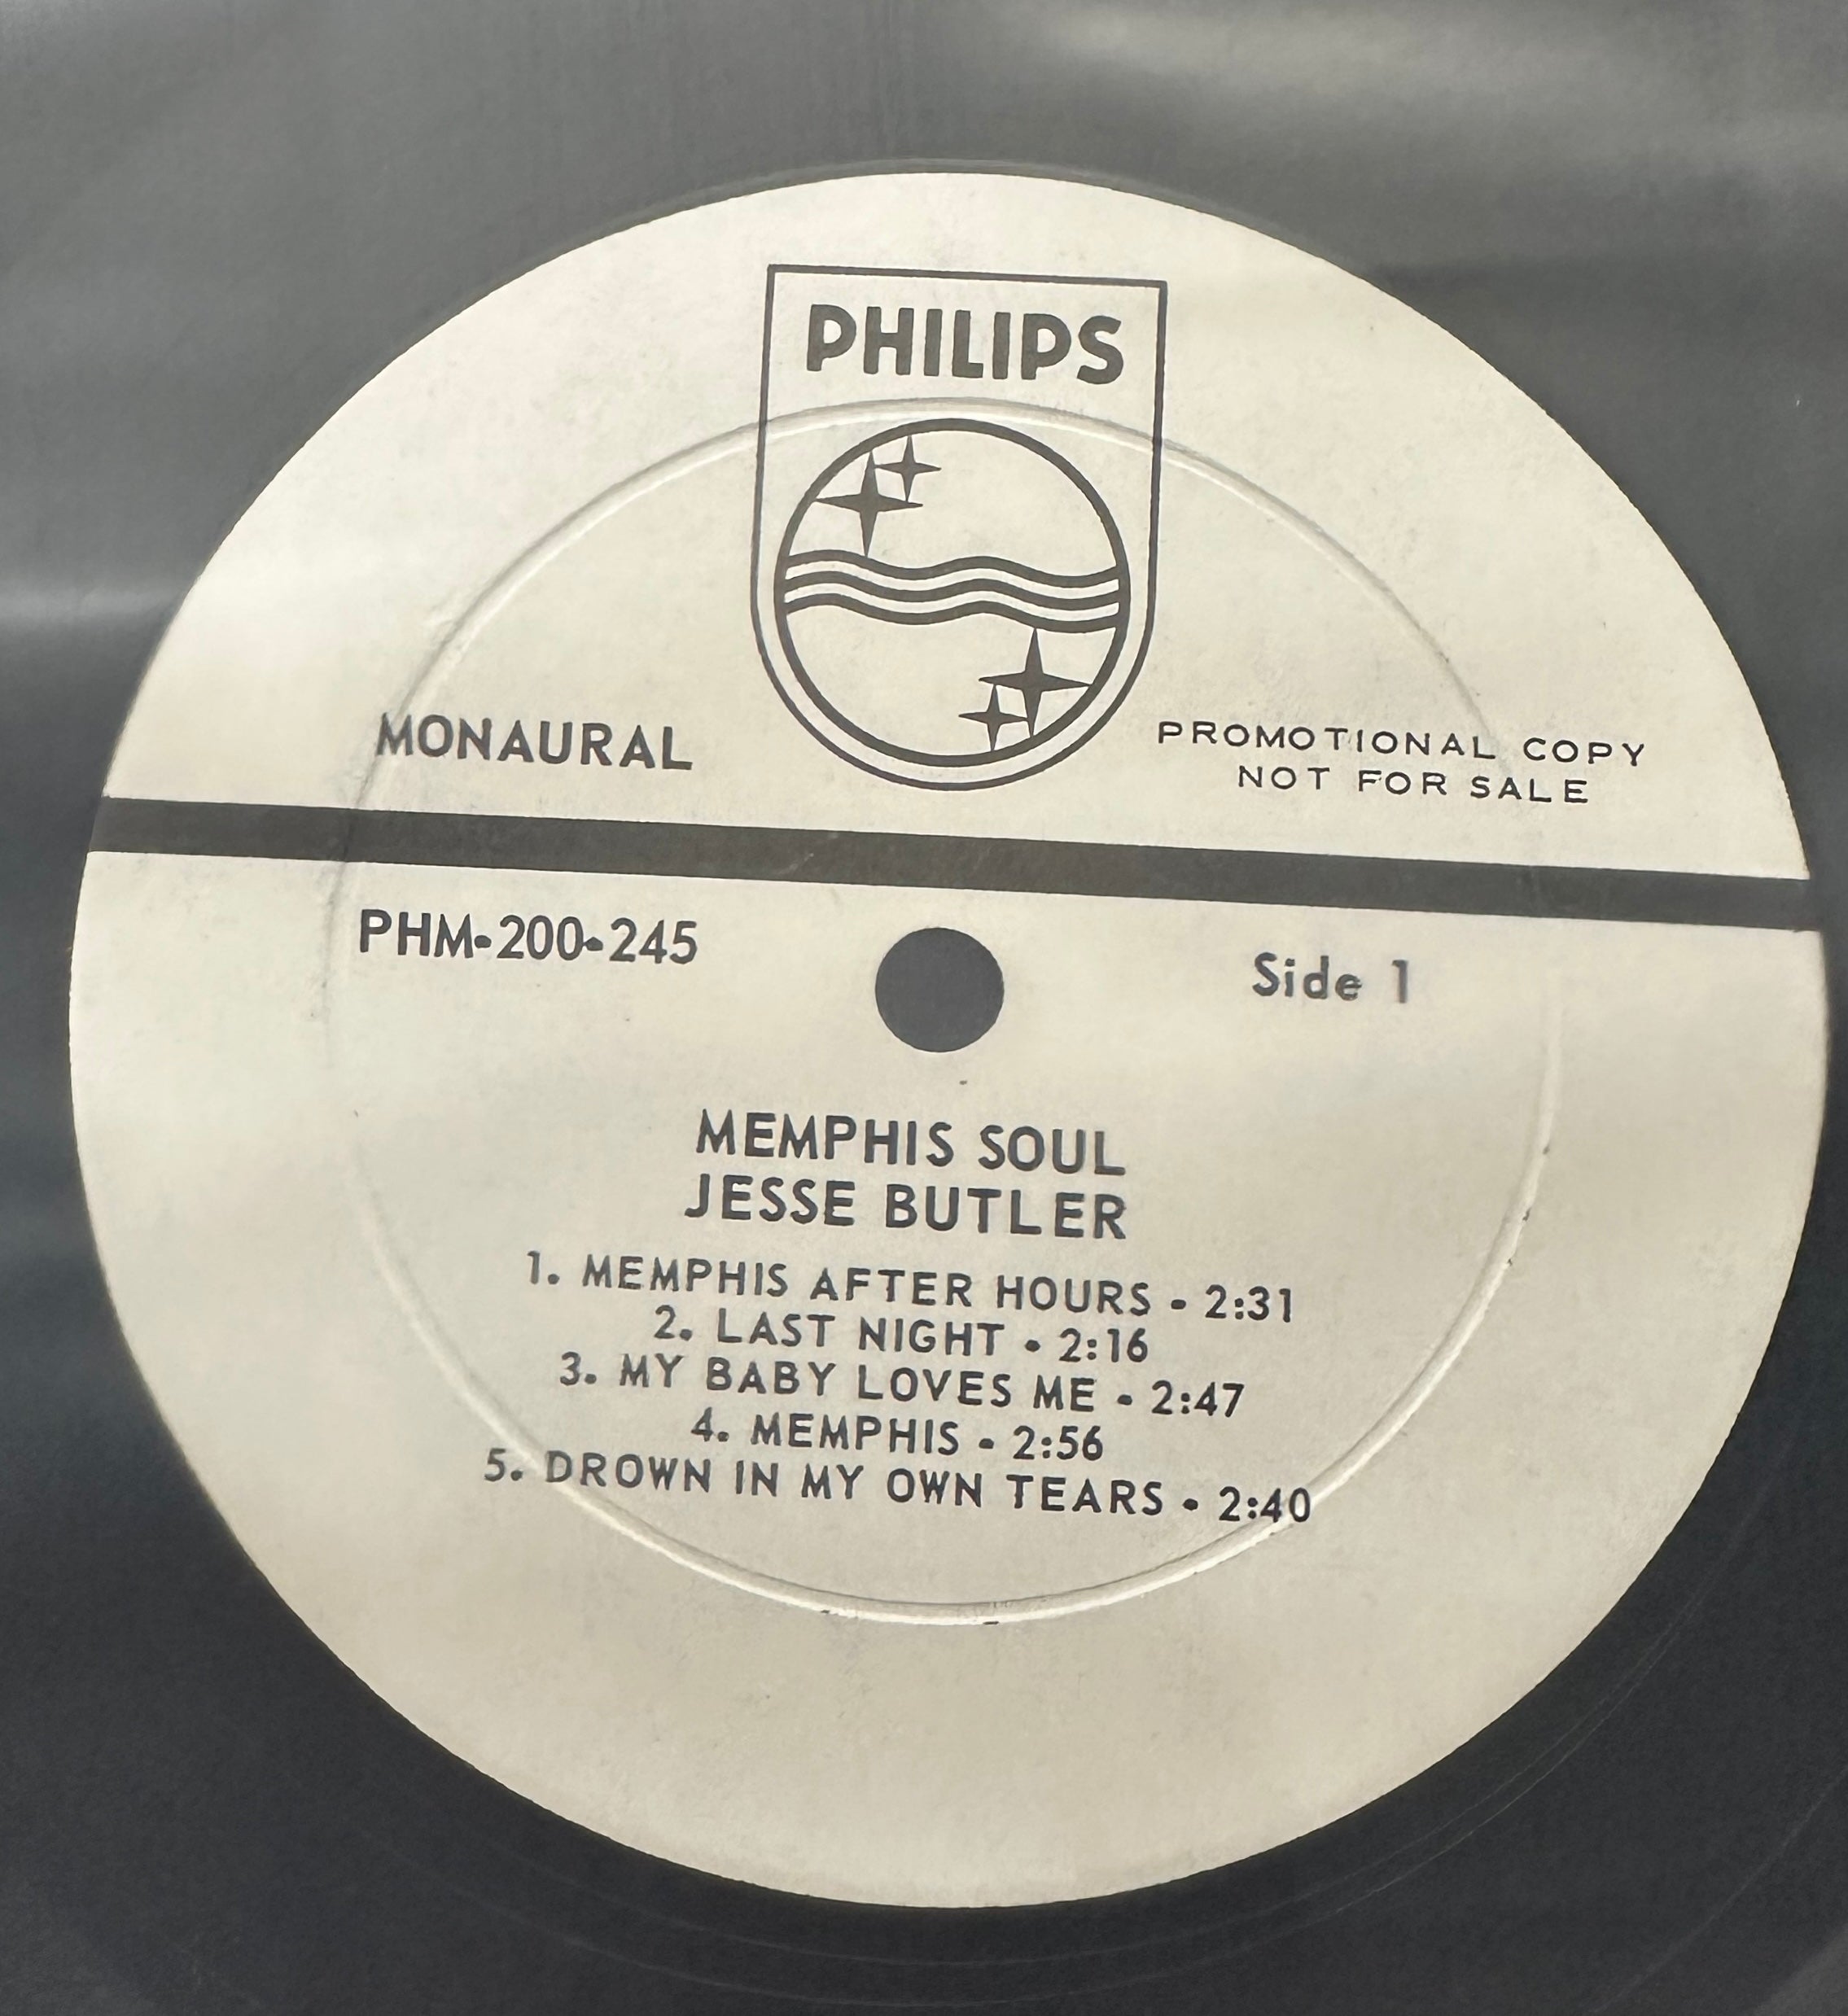 PHILIPS
MONAURAL
PROMOTIONAL COPY
NOT FOR SALE
PHM-200-245
Side 1
MEMPHIS SOUL
JESSE BUTLER
1. MEMPHIS AFTER HOURS - 2:31
2. LAST NIGHT - 2:16
3. MY BABY LOVES ME - 2:47
4. MEMPHIS - 2:56
5. DROWN IN MY OWN TEARS - 2:40